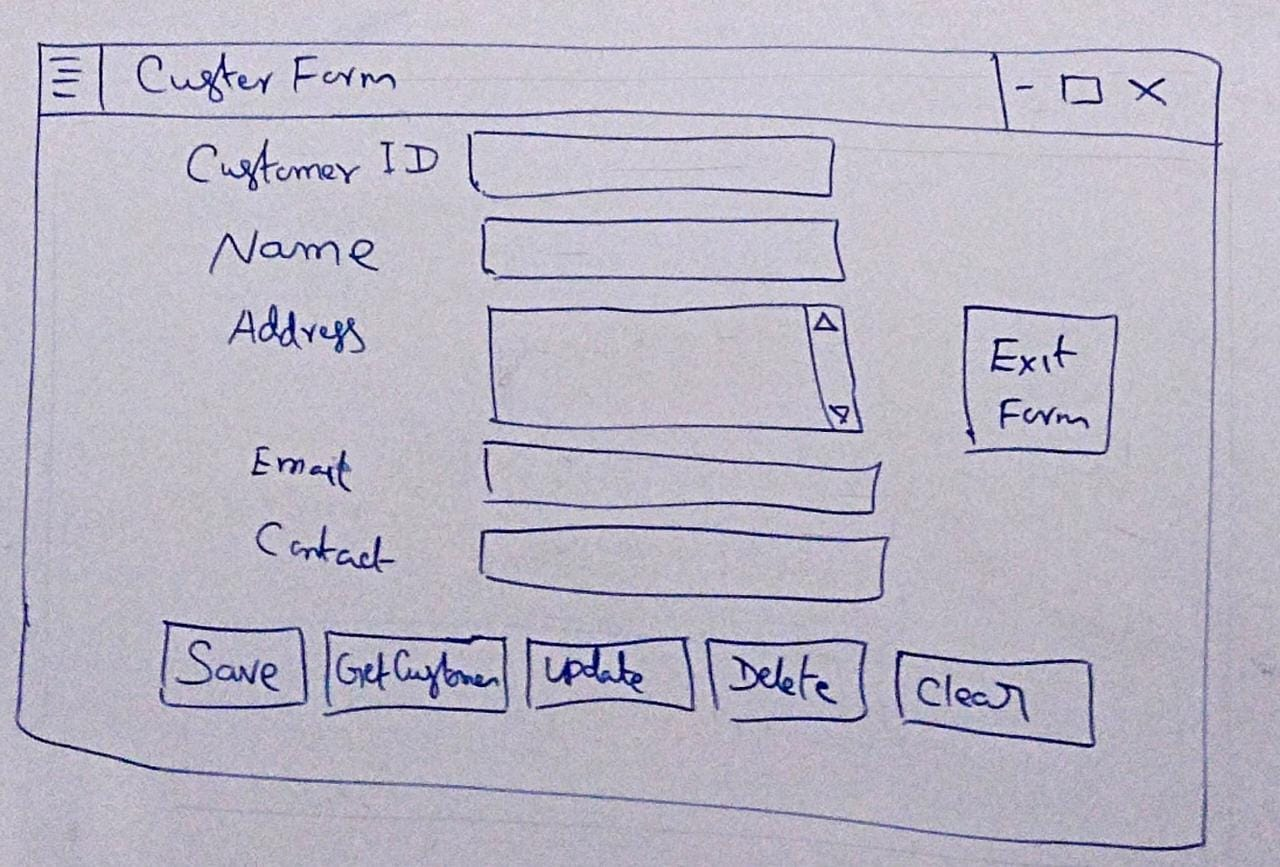 Custer Form
Customer ID
Name
Address
Exit
Form
Email
Contact
Save GetCustomer Update Delete Clear